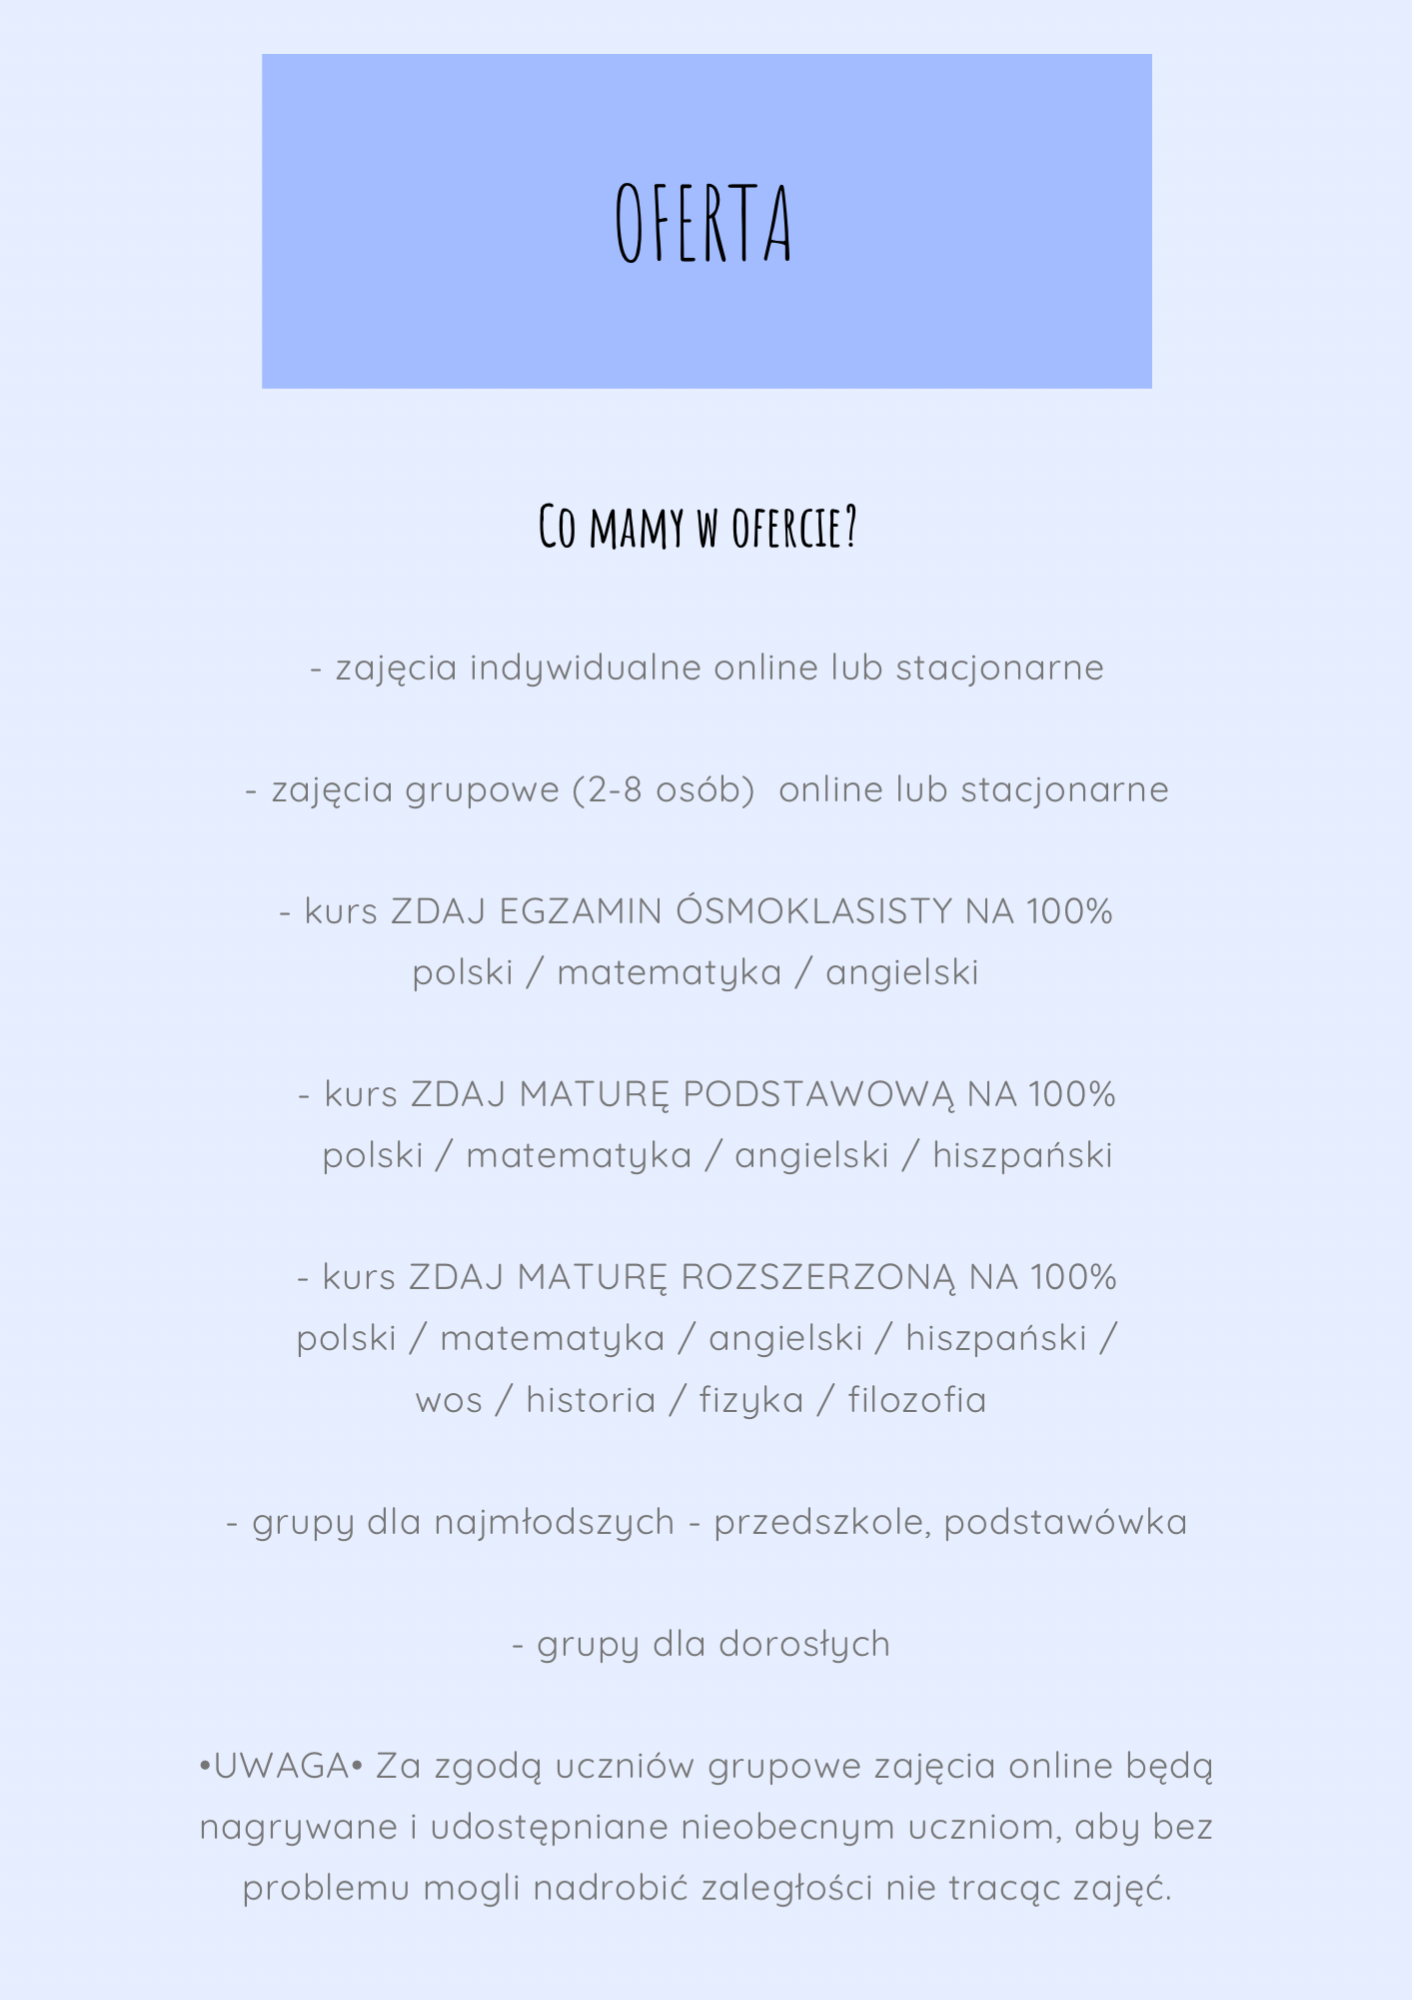 OFERTA
Co mamy w ofercie?
- zajęcia indywidualne online lub stacjonarne
- zajęcia grupowe (2-8 osób)  online lub stacjonarne
- kurs ZDAJ EGZAMIN ÓSMOKLASISTY NA 100%
polski / matematyka / angielski
- kurs ZDAJ MATURĘ PODSTAWOWĄ NA 100%
polski / matematyka / angielski / hiszpański
- kurs ZDAJ MATURĘ ROZSZERZONĄ NA 100%
polski / matematyka / angielski / hiszpański /
wos / historia / fizyka / filozofia
- grupy dla najmłodszych - przedszkole, podstawówka
- grupy dla dorosłych
•UWAGA• Za zgodą uczniów grupowe zajęcia online będą
nagrywane i udostępniane nieobecnym uczniom, aby bez
problemu mogli nadrobić zaległości nie tracąc zajęć.